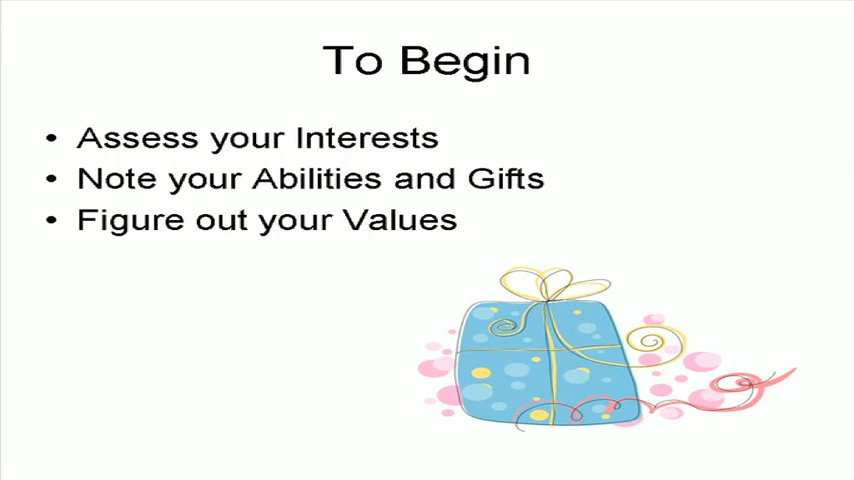 To Begin
• Assess your Interests
• Note your Abilities and Gifts
• Figure out your Values